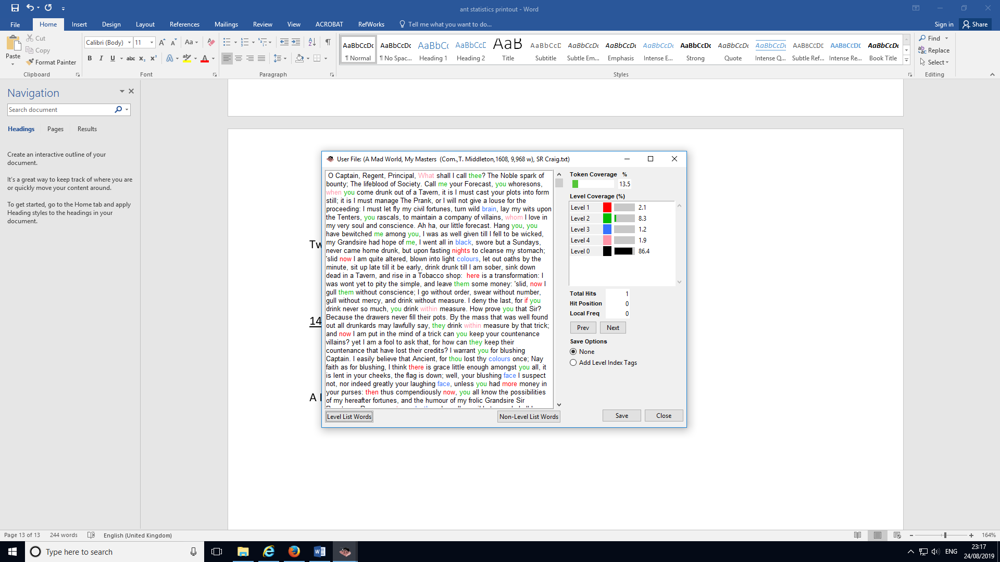 ant statistics printout - Word
File Home Insert Design Layout References Mailings Review View ACROBAT RefWorks Tell me what you want to do... Sign in Share
Paste
Cut
Copy
Format Painter
Clipboard
Calibri (Body) 11
Font
Paragraph
AaBbCcDc AaBbCcDc AaBbCc AaBbCcD AaB AaBbCcD AaBbCcDc AaBbCcDc AaBbCcDc AaBbCcDc AaBbCcDc AaBbCcDc AABBCCDE AABBCCDE AaBbCcDc
¶ Normal ¶ No Spac... Heading 1 Heading 2 Title Subtitle Subtle Em... Emphasis Intense E... Strong Quote Intense Q... Subtle Ref... Intense Re... Book Title
Styles
Find
Replace
Select
Editing
Navigation
Search document
Headings Pages Results
Create an interactive outline of your
document.
It's a great way to keep track of where you are
or quickly move your content around.
To get started, go to the Home tab and apply
Heading styles to the headings in your
document.
Tw
14
A
User File: (A Mad World, My Masters (Com.,T. Middleton,1608, 9,968 w), SR Craig.txt)
O Captain, Regent, Principal, What shall I call thee? The Noble spark of
bounty; The lifeblood of Society. Call me your Forecast, you whoresons,
when you come drunk out of a Tavern, it is I must cast your plots into form
still; it is I must manage The Prank, or I will not give a louse for the
proceeding: I must let fly my civil fortunes, turn wild brain, lay my wits upon
the Tenters, you rascals, to maintain a company of villains, whom I love in
my very soul and conscience. Ah ha, our little forecast. Hang you, you
have bewitched me among you, I was as well given till I fell to be wicked,
my Grandsire had hope of me, I went all in black, swore but a Sundays,
never came home drunk, but upon fasting nights to cleanse my stomach;
'slid now I am quite altered, blown into light colours, let out oaths by the
minute, sit up late till it be early, drink drunk till I am sober, sink down
dead in a Tavern, and rise in a Tobacco shop: here is a transformation: I
was wont yet to pity the simple, and leave them some money: 'slid, now I
gull them without conscience; I go without order, swear without number,
gull without mercy, and drink without measure. I deny the last, for if you
drink never so much, you drink within measure. How prove you that Sir?
Because the drawers never fill their pots. By the mass that was well found
out all drunkards may lawfully say, they drink within measure by that trick;
and now I am put in the mind of a trick can you keep your countenance
villains? yet I am a fool to ask that, for how can they keep their
countenance that have lost their credits? I warrant you for blushing
Captain. I easily believe that Ancient, for thou lost thy colours once; Nay
faith as for blushing, I think there is grace little enough amongst you all, it
is lent in your cheeks, the flag is down; well, your blushing face I suspect
not, nor indeed greatly your laughing face, unless you had more money in
your purses: then thus compendiously now, you all know the possibilities
of my hereafter fortunes, and the humour of my frolic Grandsire Sir
Level List Words Non-Level List Words
Token Coverage %
13.5
Level Coverage (%)
Level 1 2.1
Level 2 8.3
Level 3 1.2
Level 4 1.9
Level 0 86.4
Total Hits 1
Hit Position 0
Local Freq 0
Prev Next
Save Options
None
Add Level Index Tags
Save Close
Page 13 of 13 244 words English (United Kingdom) 164%
Type here to search
ENG
23:17
24/08/2019